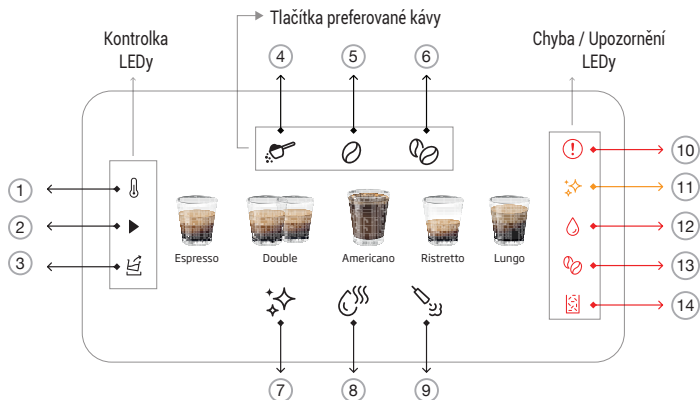 Tlačítka preferované kávy
Kontrolka
LEDy
Chyba / Upozornění
LEDy
4
5
6
1
2
3
10
11
12
13
14
Espresso
Double
Americano
Ristretto
Lungo
7
8
9